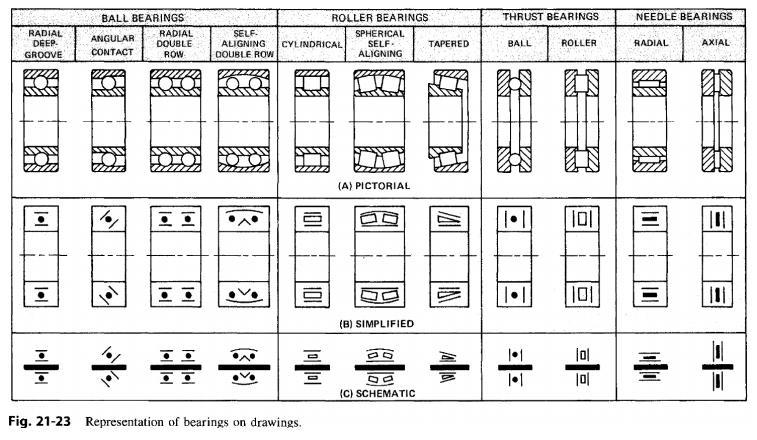 BALL BEARINGS ROLLER BEARINGS THRUST BEARINGS NEEDLE BEARINGS
RADIAL DEEP-GROOVE
ANGULAR CONTACT
RADIAL DOUBLE ROW
SELF-ALIGNING DOUBLE ROW
CYLINDRICAL
SPHERICAL SELF-ALIGNING
TAPERED
BALL
ROLLER
RADIAL
AXIAL
(A) PICTORIAL
(B) SIMPLIFIED
(C) SCHEMATIC
Fig. 21-23 Representation of bearings on drawings.